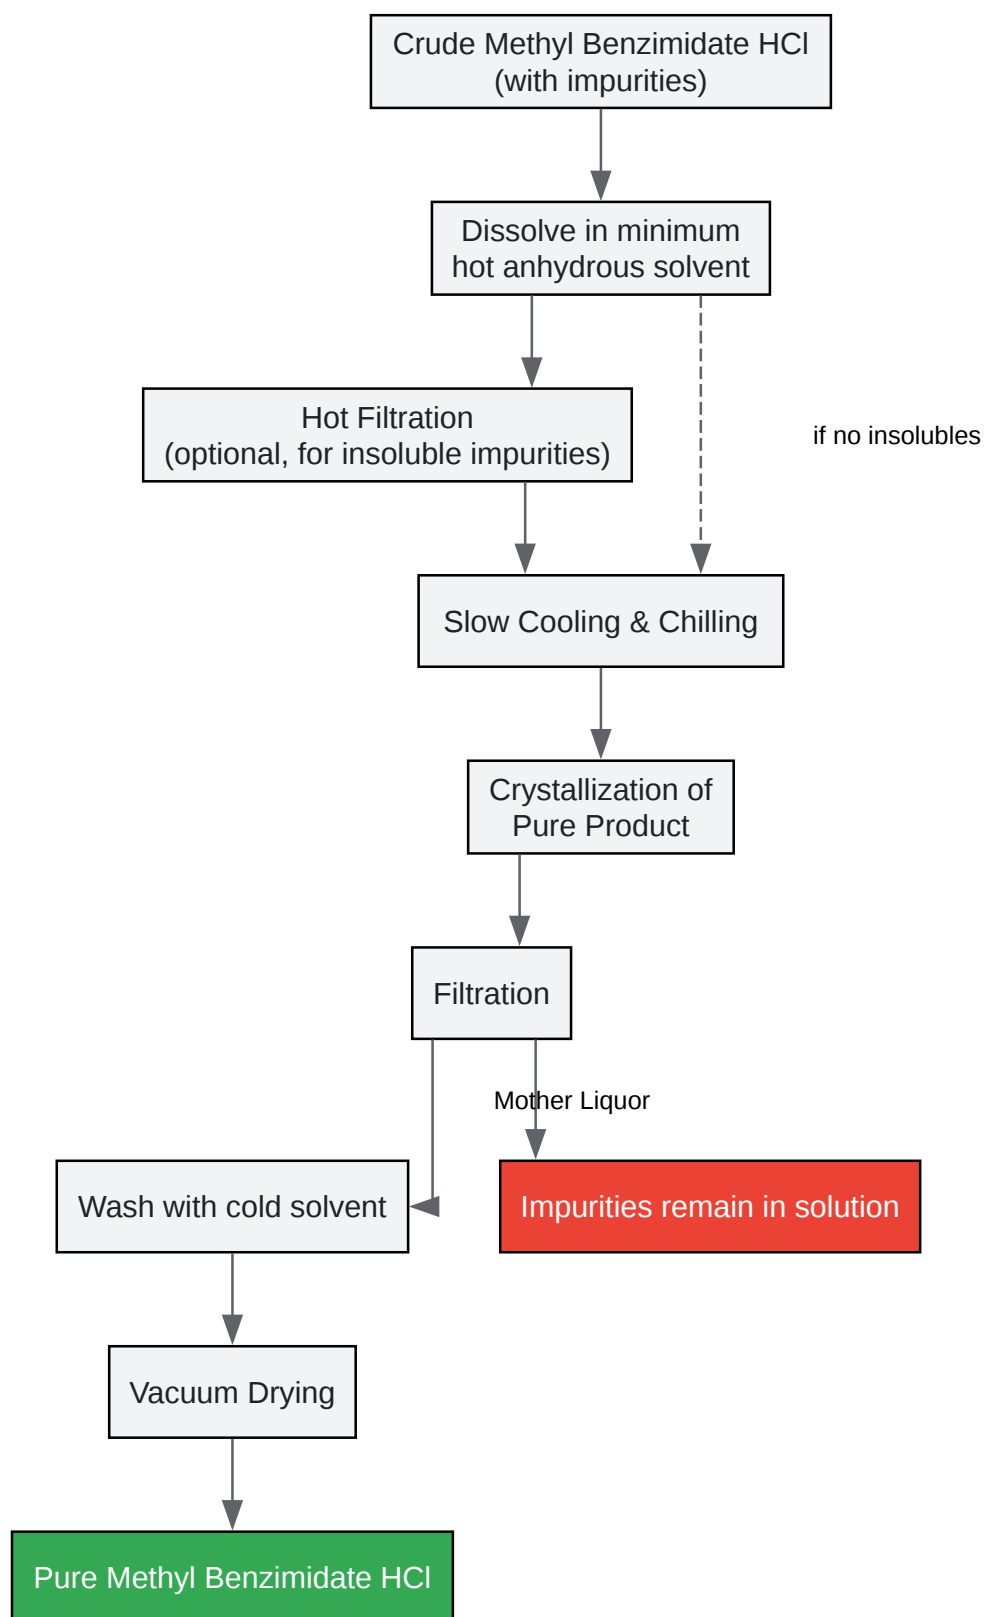 Crude Methyl Benzimidate HCl
(with impurities)
Dissolve in minimum
hot anhydrous solvent
Hot Filtration
(optional, for insoluble impurities)
if no insolubles
Slow Cooling & Chilling
Crystallization of
Pure Product
Filtration
Mother Liquor
Wash with cold solvent
Impurities remain in solution
Vacuum Drying
Pure Methyl Benzimidate HCl